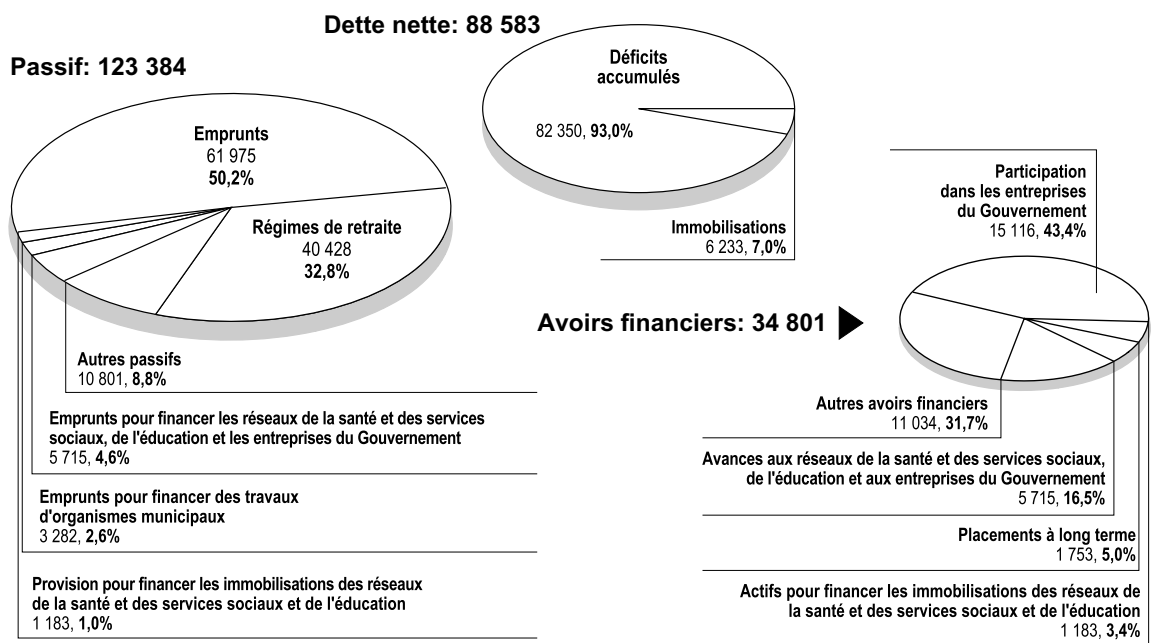 Dette nette: 88 583
Déficits
accumulés
82 350, 93,0%
Immobilisations
6 233, 7,0%
Passif: 123 384
Emprunts
61 975
50,2%
Régimes de retraite
40 428
32,8%
Autres passifs
10 801, 8,8%
Emprunts pour financer les réseaux de la santé et des services
sociaux, de l'éducation et les entreprises du Gouvernement
5 715, 4,6%
Emprunts pour financer des travaux
d'organismes municipaux
3 282, 2,6%
Provision pour financer les immobilisations des réseaux
de la santé et des services sociaux et de l'éducation
1 183, 1,0%
Avoirs financiers: 34 801
Participation
dans les entreprises
du Gouvernement
15 116, 43,4%
Autres avoirs financiers
11 034, 31,7%
Avances aux réseaux de la santé et des services sociaux,
de l'éducation et aux entreprises du Gouvernement
5 715, 16,5%
Placements à long terme
1 753, 5,0%
Actifs pour financer les immobilisations des réseaux de
la santé et des services sociaux et de l'éducation
1 183, 3,4%